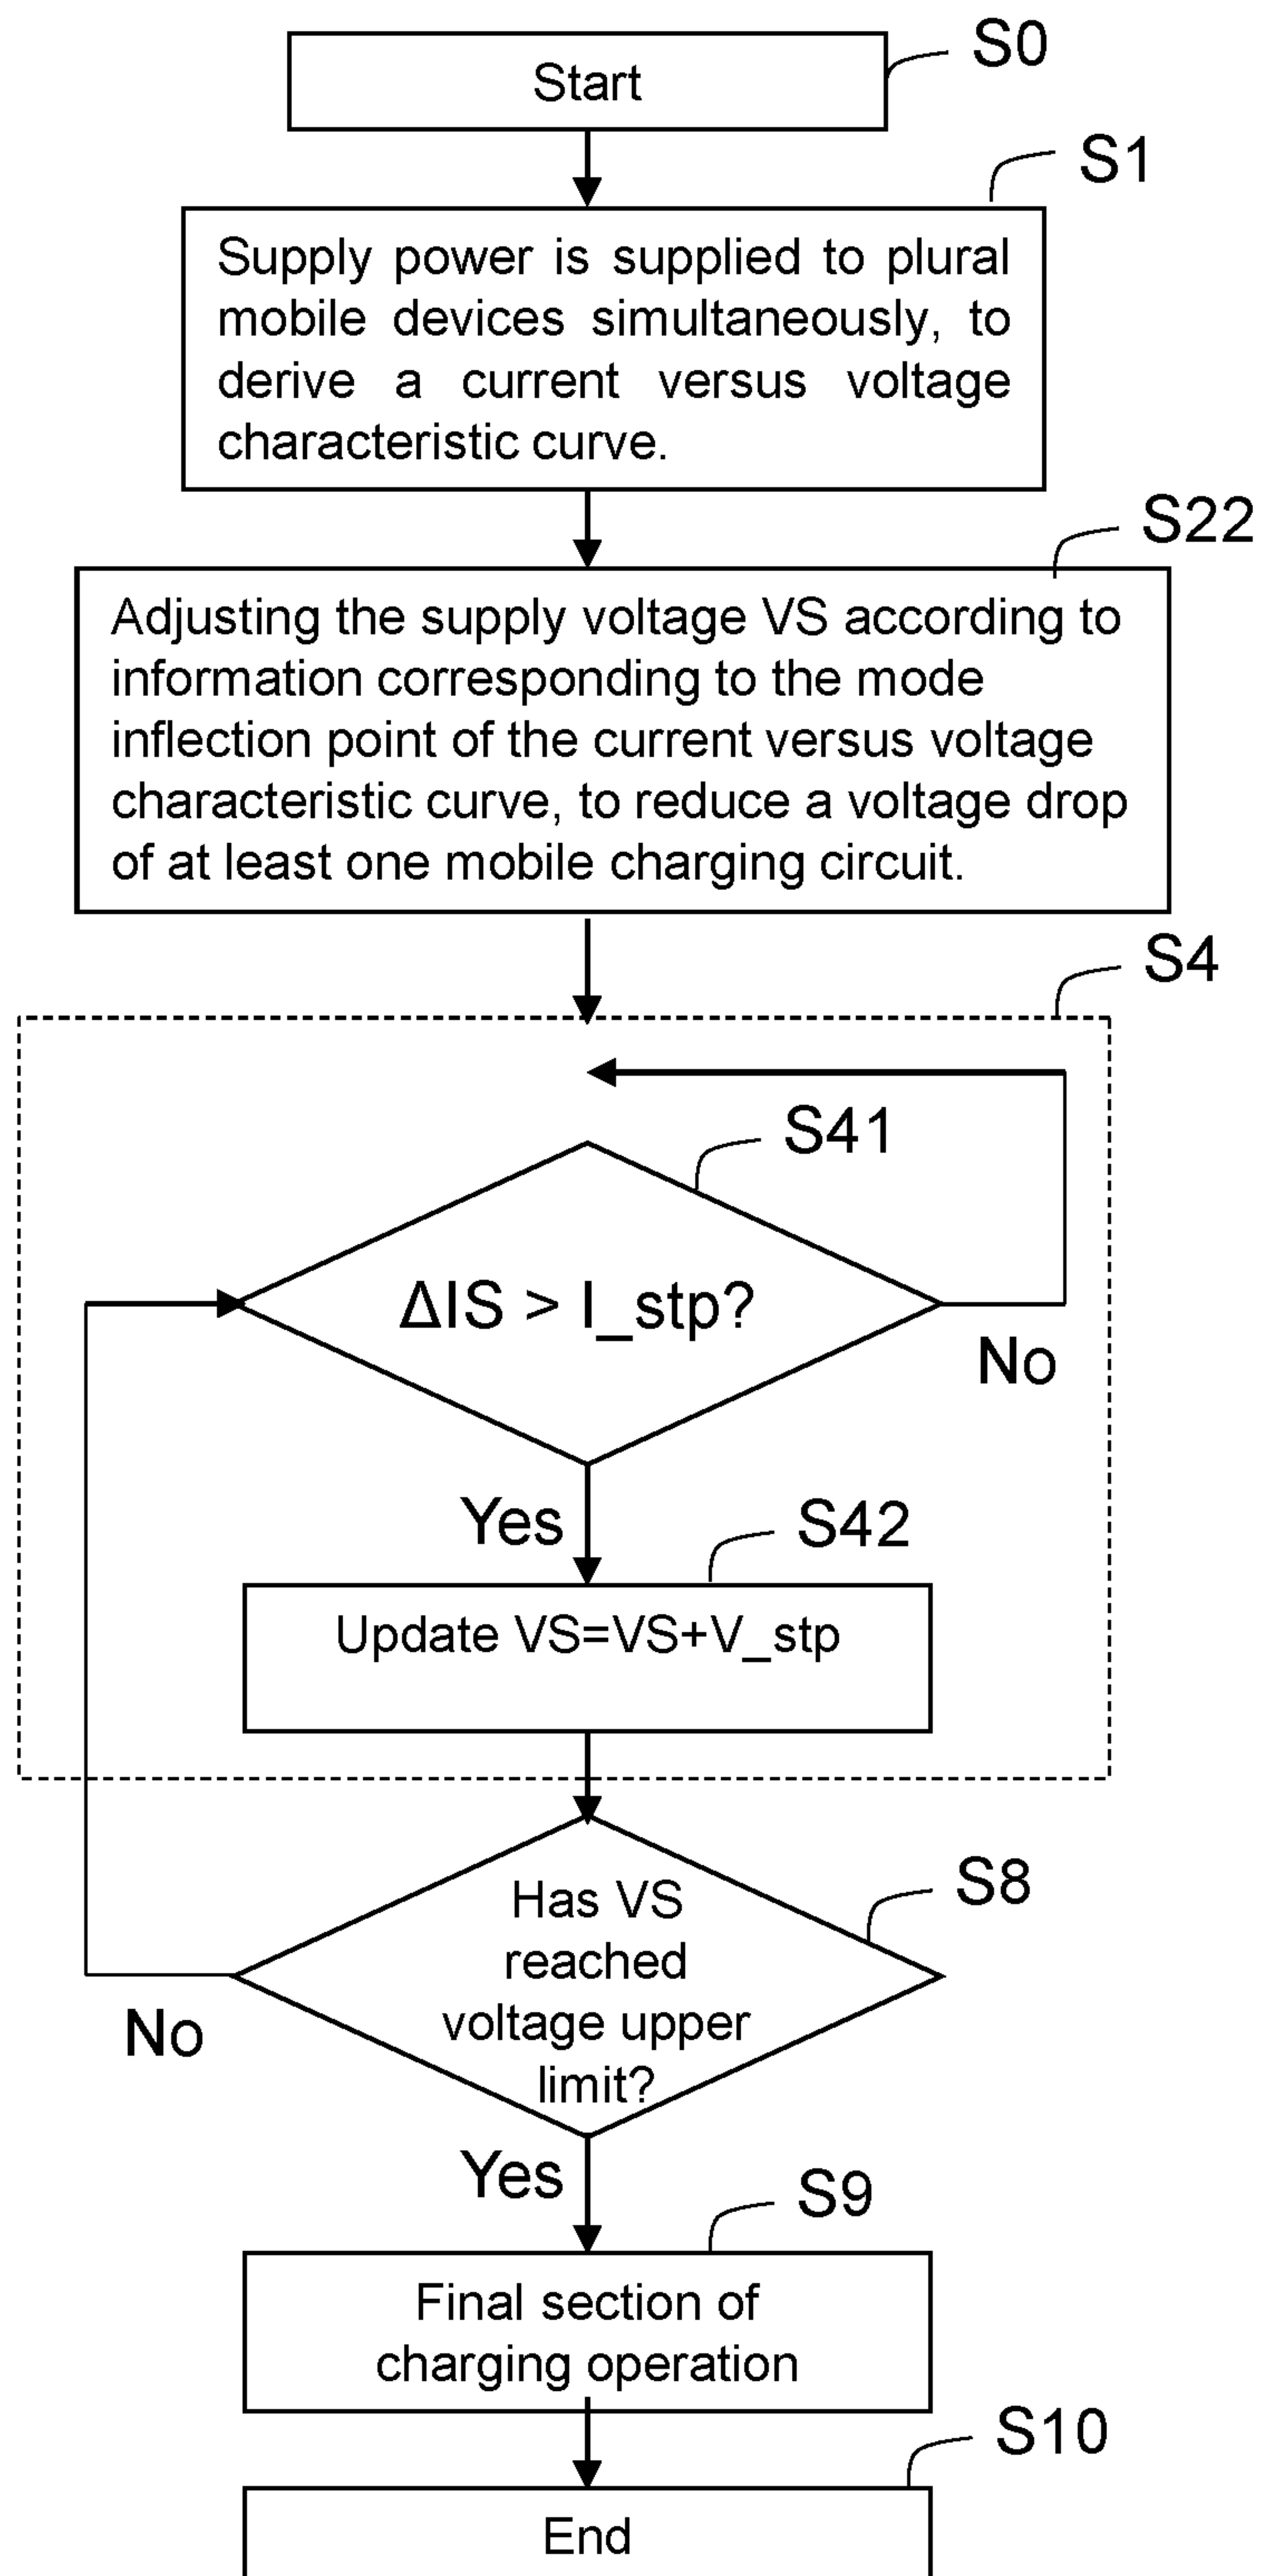 S0
Start
S1
Supply power is supplied to plural
mobile devices simultaneously, to
derive a current versus voltage
characteristic curve.
S22
Adjusting the supply voltage VS according to
information corresponding to the mode
inflection point of the current versus voltage
characteristic curve, to reduce a voltage drop
of at least one mobile charging circuit.
S4
S41
ΔIS > I_stp?
No
Yes
S42
Update VS=VS+V_stp
S8
Has VS
reached
voltage upper
limit?
No
Yes
S9
Final section of
charging operation
S10
End